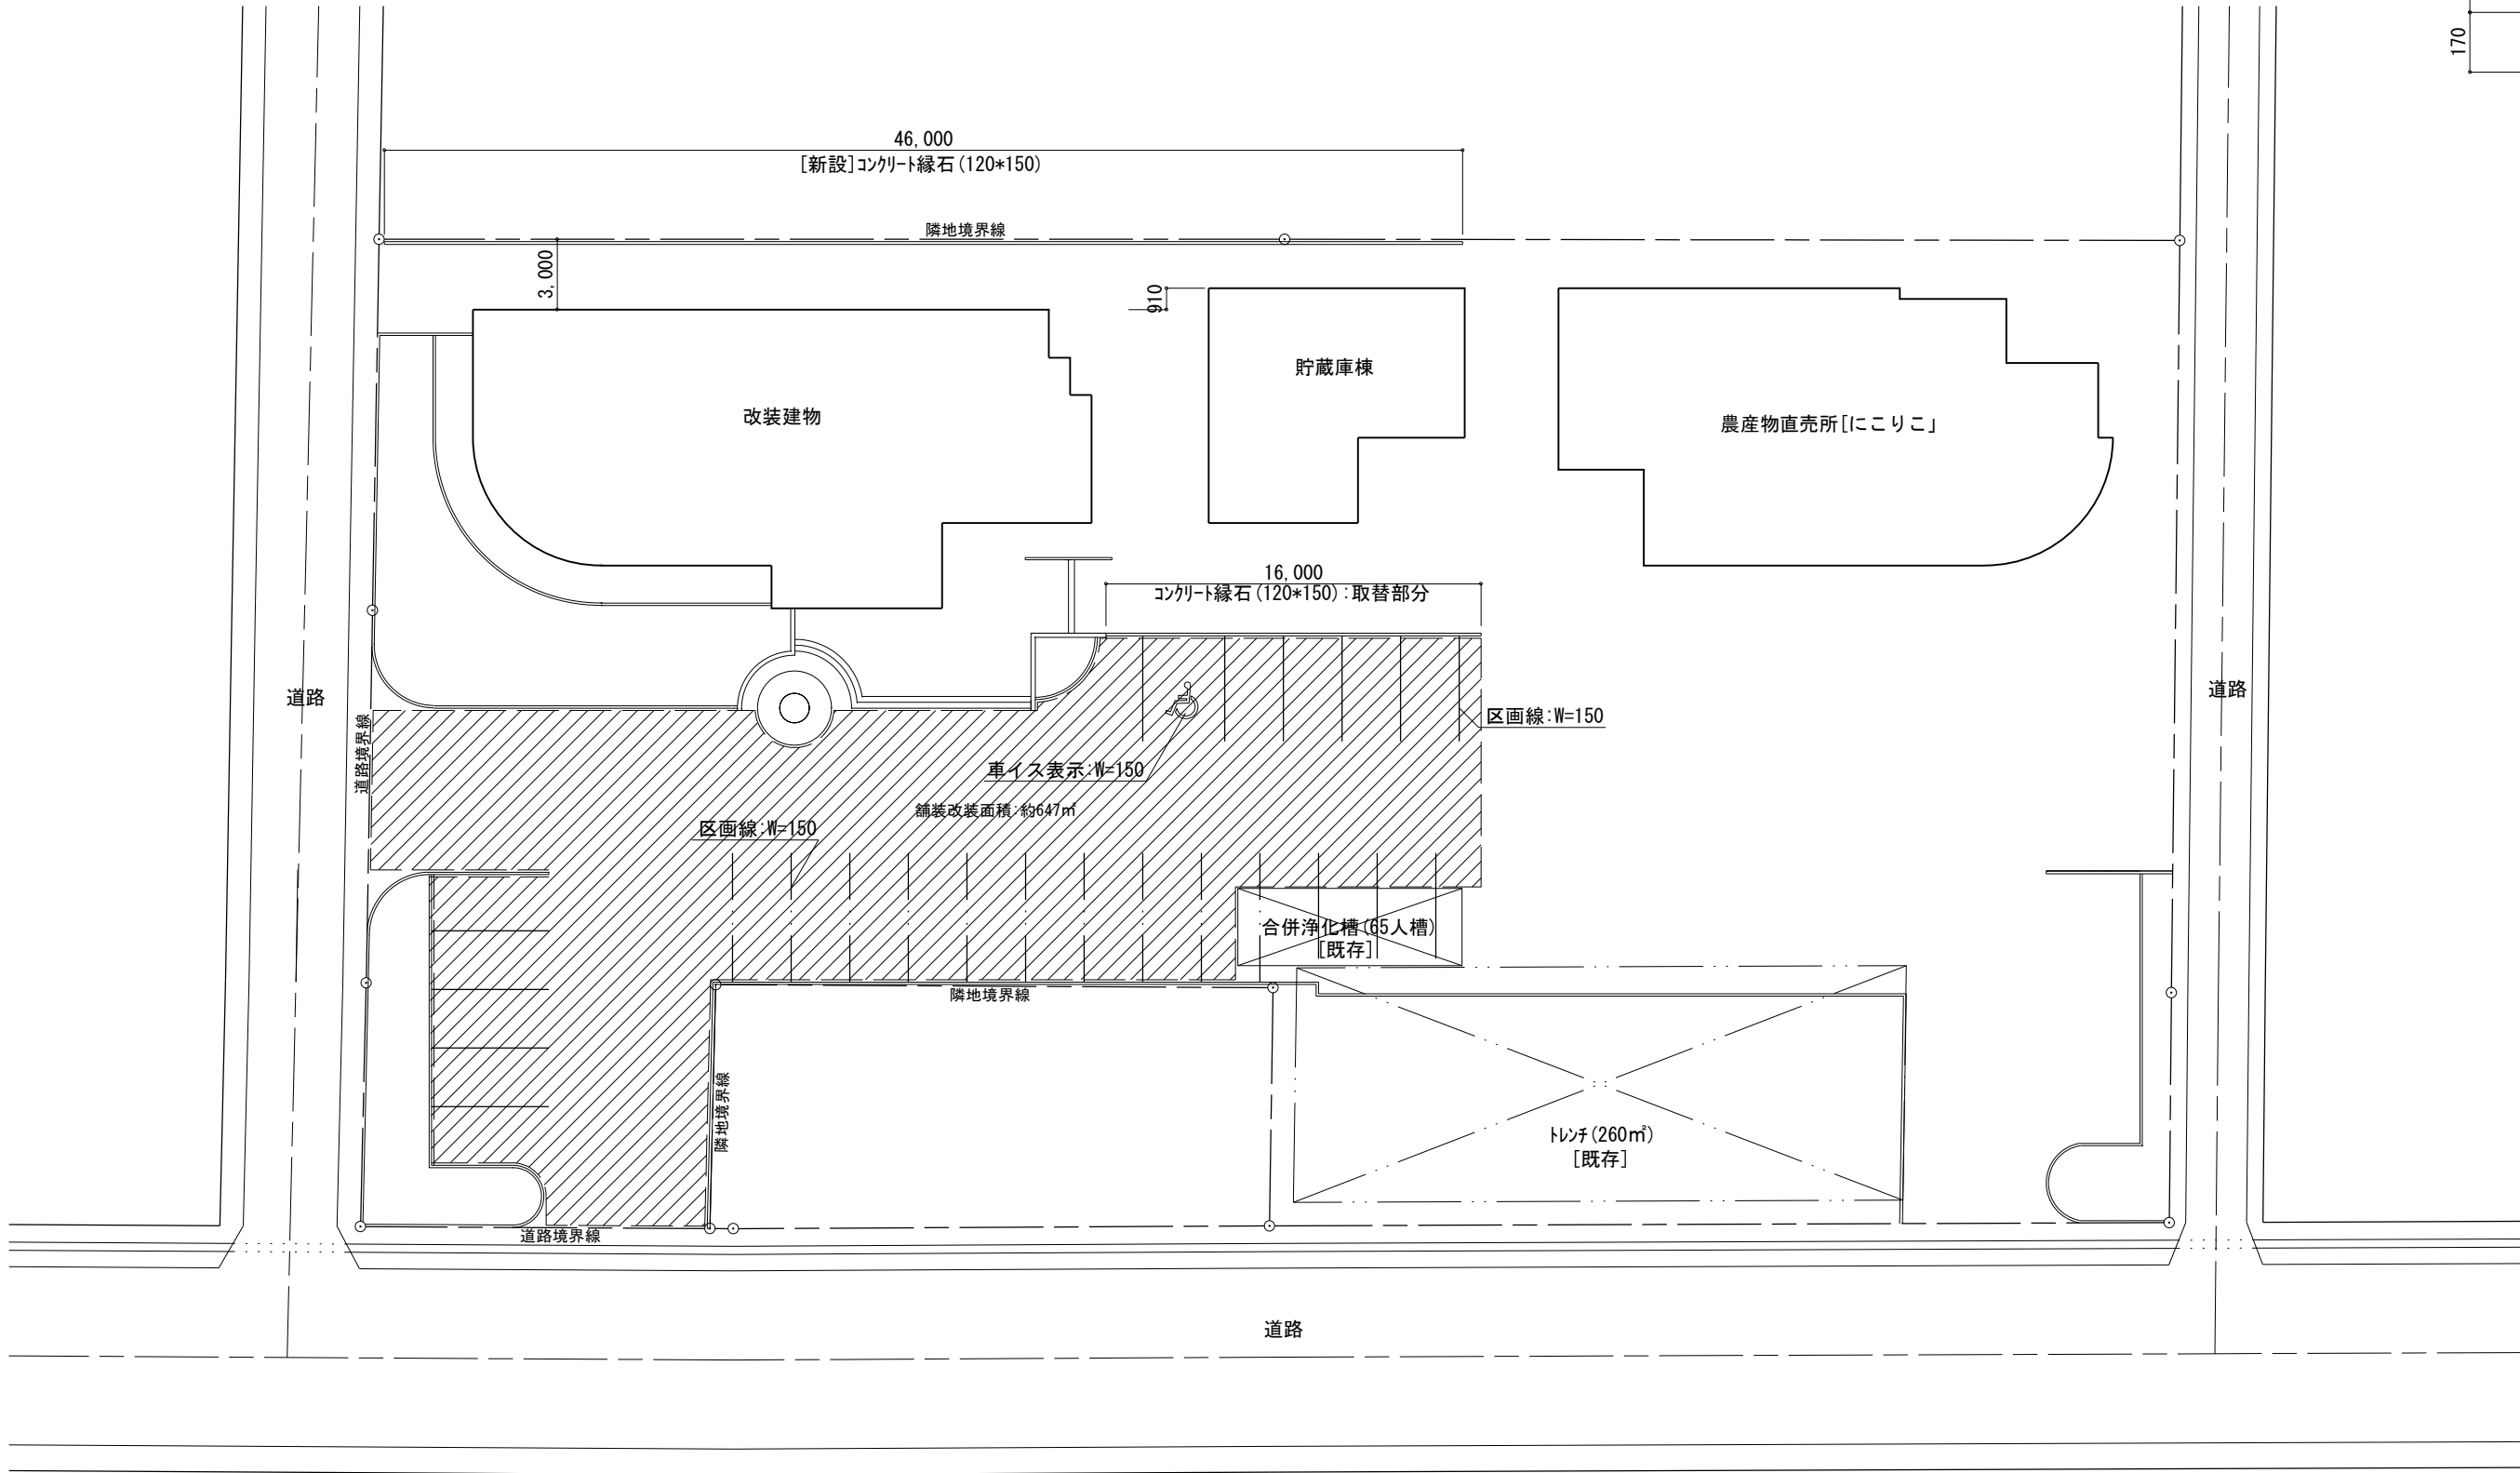 170
46,000
[新設]ｺﾝｸﾘｰﾄ縁石(120*150)
隣地境界線
3,000
910
貯蔵庫棟
改装建物
農産物直売所[にこりこ」
16,000
ｺﾝｸﾘｰﾄ縁石(120*150):取替部分
道路
道路
道路境界線
区画線:W=150
車イス表示:W=150
舗装改装面積:約647㎡
区画線:W=150
合併浄化槽(65人槽)
[既存]
隣地境界線
隣地境界線
ﾄﾚﾝﾁ(260㎡)
[既存]
道路境界線
道路